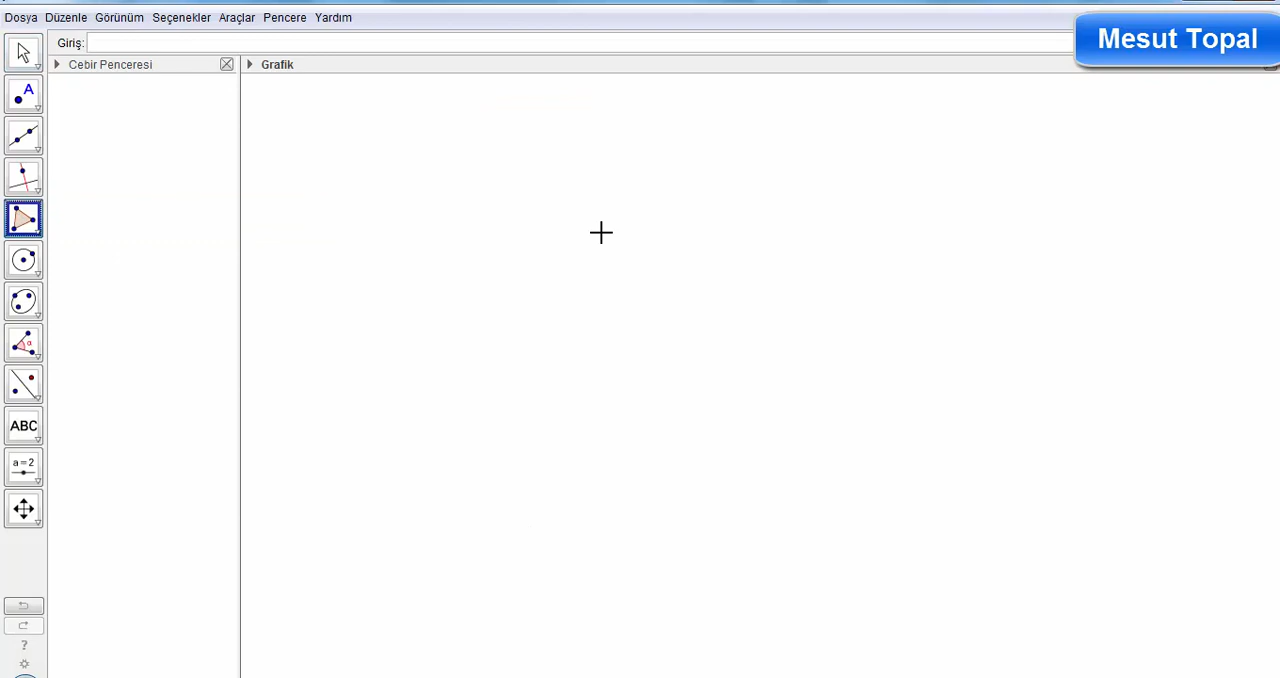 Dosya Düzenle Görünüm Seçenekler Araçlar Pencere Yardım
Mesut Topal
Giriş:
Cebir Penceresi
Grafik
A
α
ABC
a=2
?